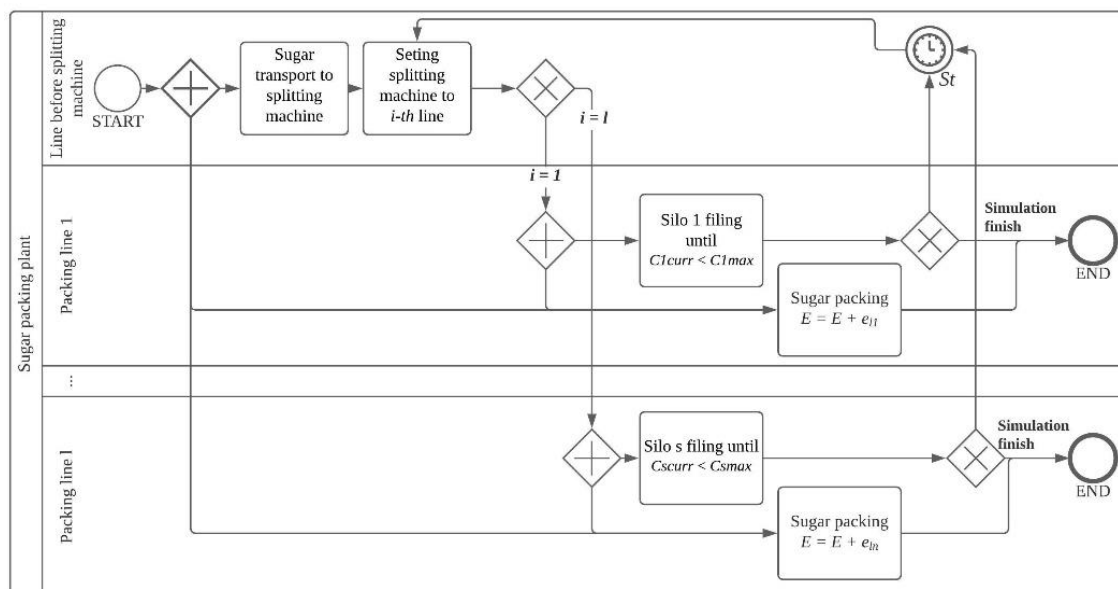 Sugar packing plant
Line before splitting
machine
START
Sugar
transport to
splitting
machine
Seting
splitting
machine to
i-th line
i = l
i = 1
St
Packing line 1
Silo 1 filing
until
C1curr < C1max
Simulation
finish
END
Sugar packing
E = E + ei1
...
Packing line l
Silo s filing until
Cscurr < Csmax
Simulation
finish
END
Sugar packing
E = E + eln